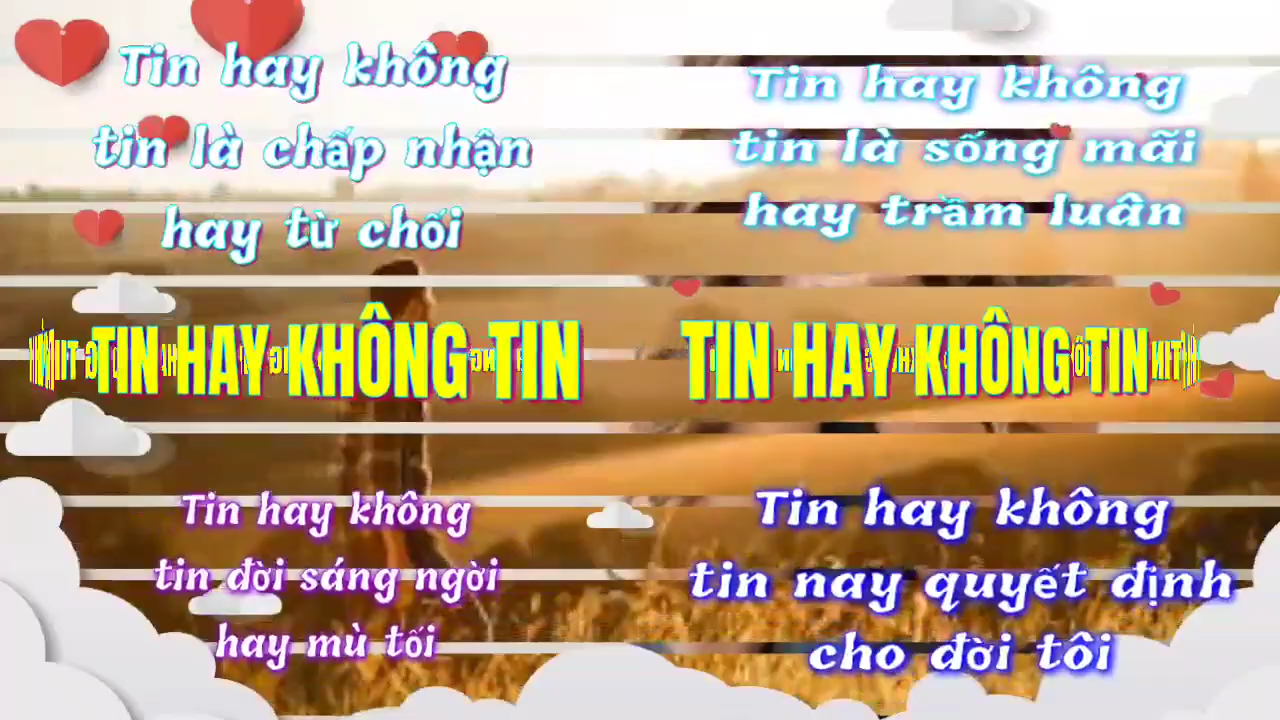 Tin hay không
tin là chấp nhận
hay từ chối
Tin hay không
tin là sống mãi
hay trầm luân
TIN HAY KHÔNG TIN
TIN HAY KHÔNG TIN
Tin hay không
tin đời sáng ngời
hay mù tối
Tin hay không
tin nay quyết định
cho đời tôi